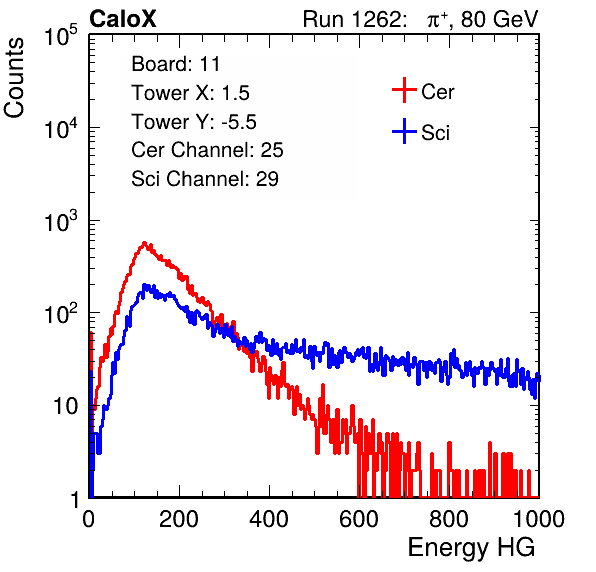 CaloX Run 1262: π⁺, 80 GeV
Counts
10⁵
10⁴
10³
10²
10
1
Board: 11
Tower X: 1.5
Tower Y: -5.5
Cer Channel: 25
Sci Channel: 29
Cer
Sci
0 200 400 600 800 1000
Energy HG